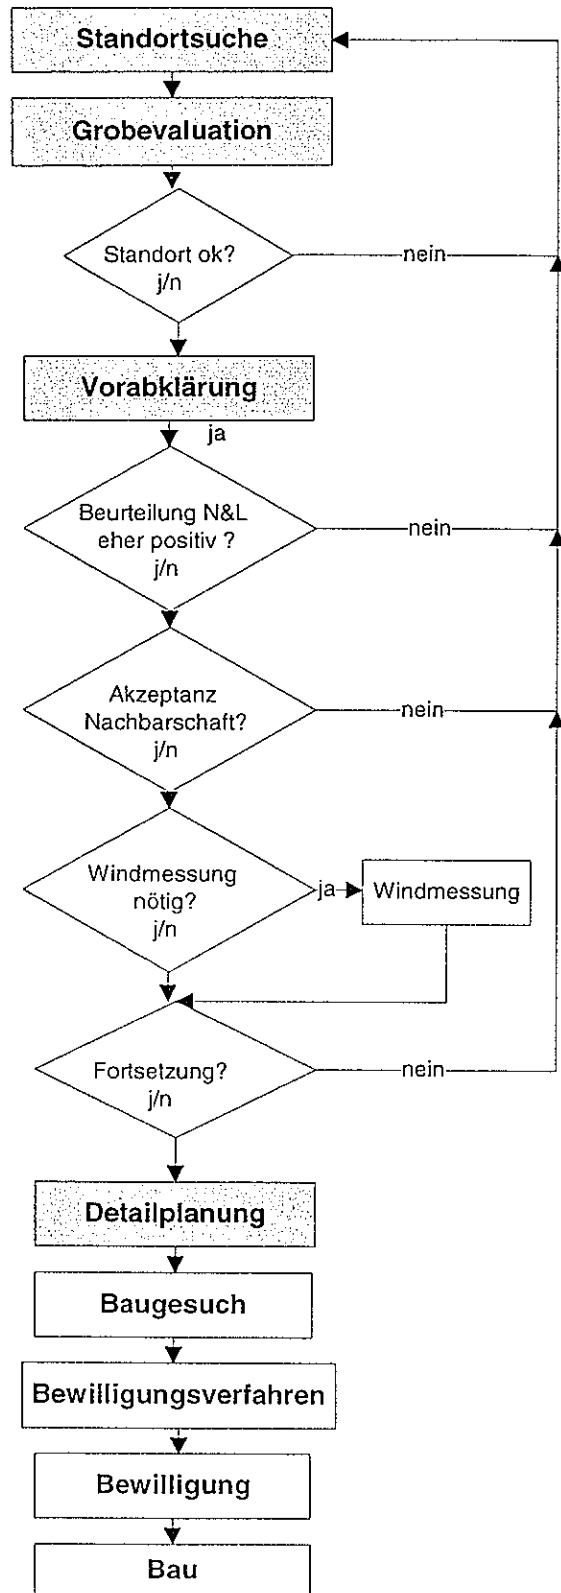 Standortsuche
Grobevaluation
Standort ok?
j/n
nein
Vorabklärung
ja
Beurteilung N&L
eher positiv ?
j/n
nein
Akzeptanz
Nachbarschaft?
j/n
nein
Windmessung
nötig?
j/n
ja
Windmessung
Fortsetzung?
j/n
nein
Detailplanung
Baugesuch
Bewilligungsverfahren
Bewilligung
Bau